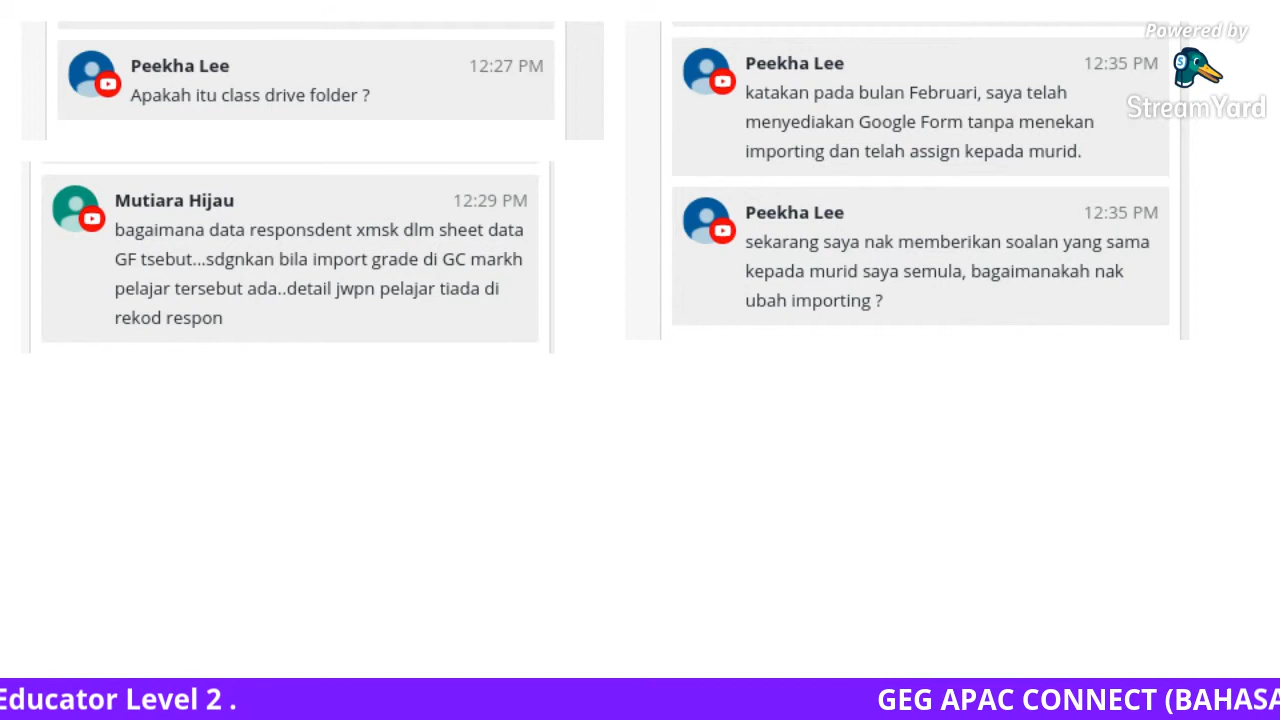 Peekha Lee 12:27 PM
Apakah itu class drive folder ?
Mutiara Hijau 12:29 PM
bagaimana data responsdent xmsk dlm sheet data
GF tsebut...sdgnkan bila import grade di GC markh
pelajar tersebut ada..detail jwpn pelajar tiada di
rekod respon
Peekha Lee 12:35 PM
katakan pada bulan Februari, saya telah
menyediakan Google Form tanpa menekan
importing dan telah assign kepada murid.
Peekha Lee 12:35 PM
sekarang saya nak memberikan soalan yang sama
kepada murid saya semula, bagaimanakah nak
ubah importing ?
Powered by
S
StreamYard
Educator Level 2 .
GEG APAC CONNECT (BAHASA